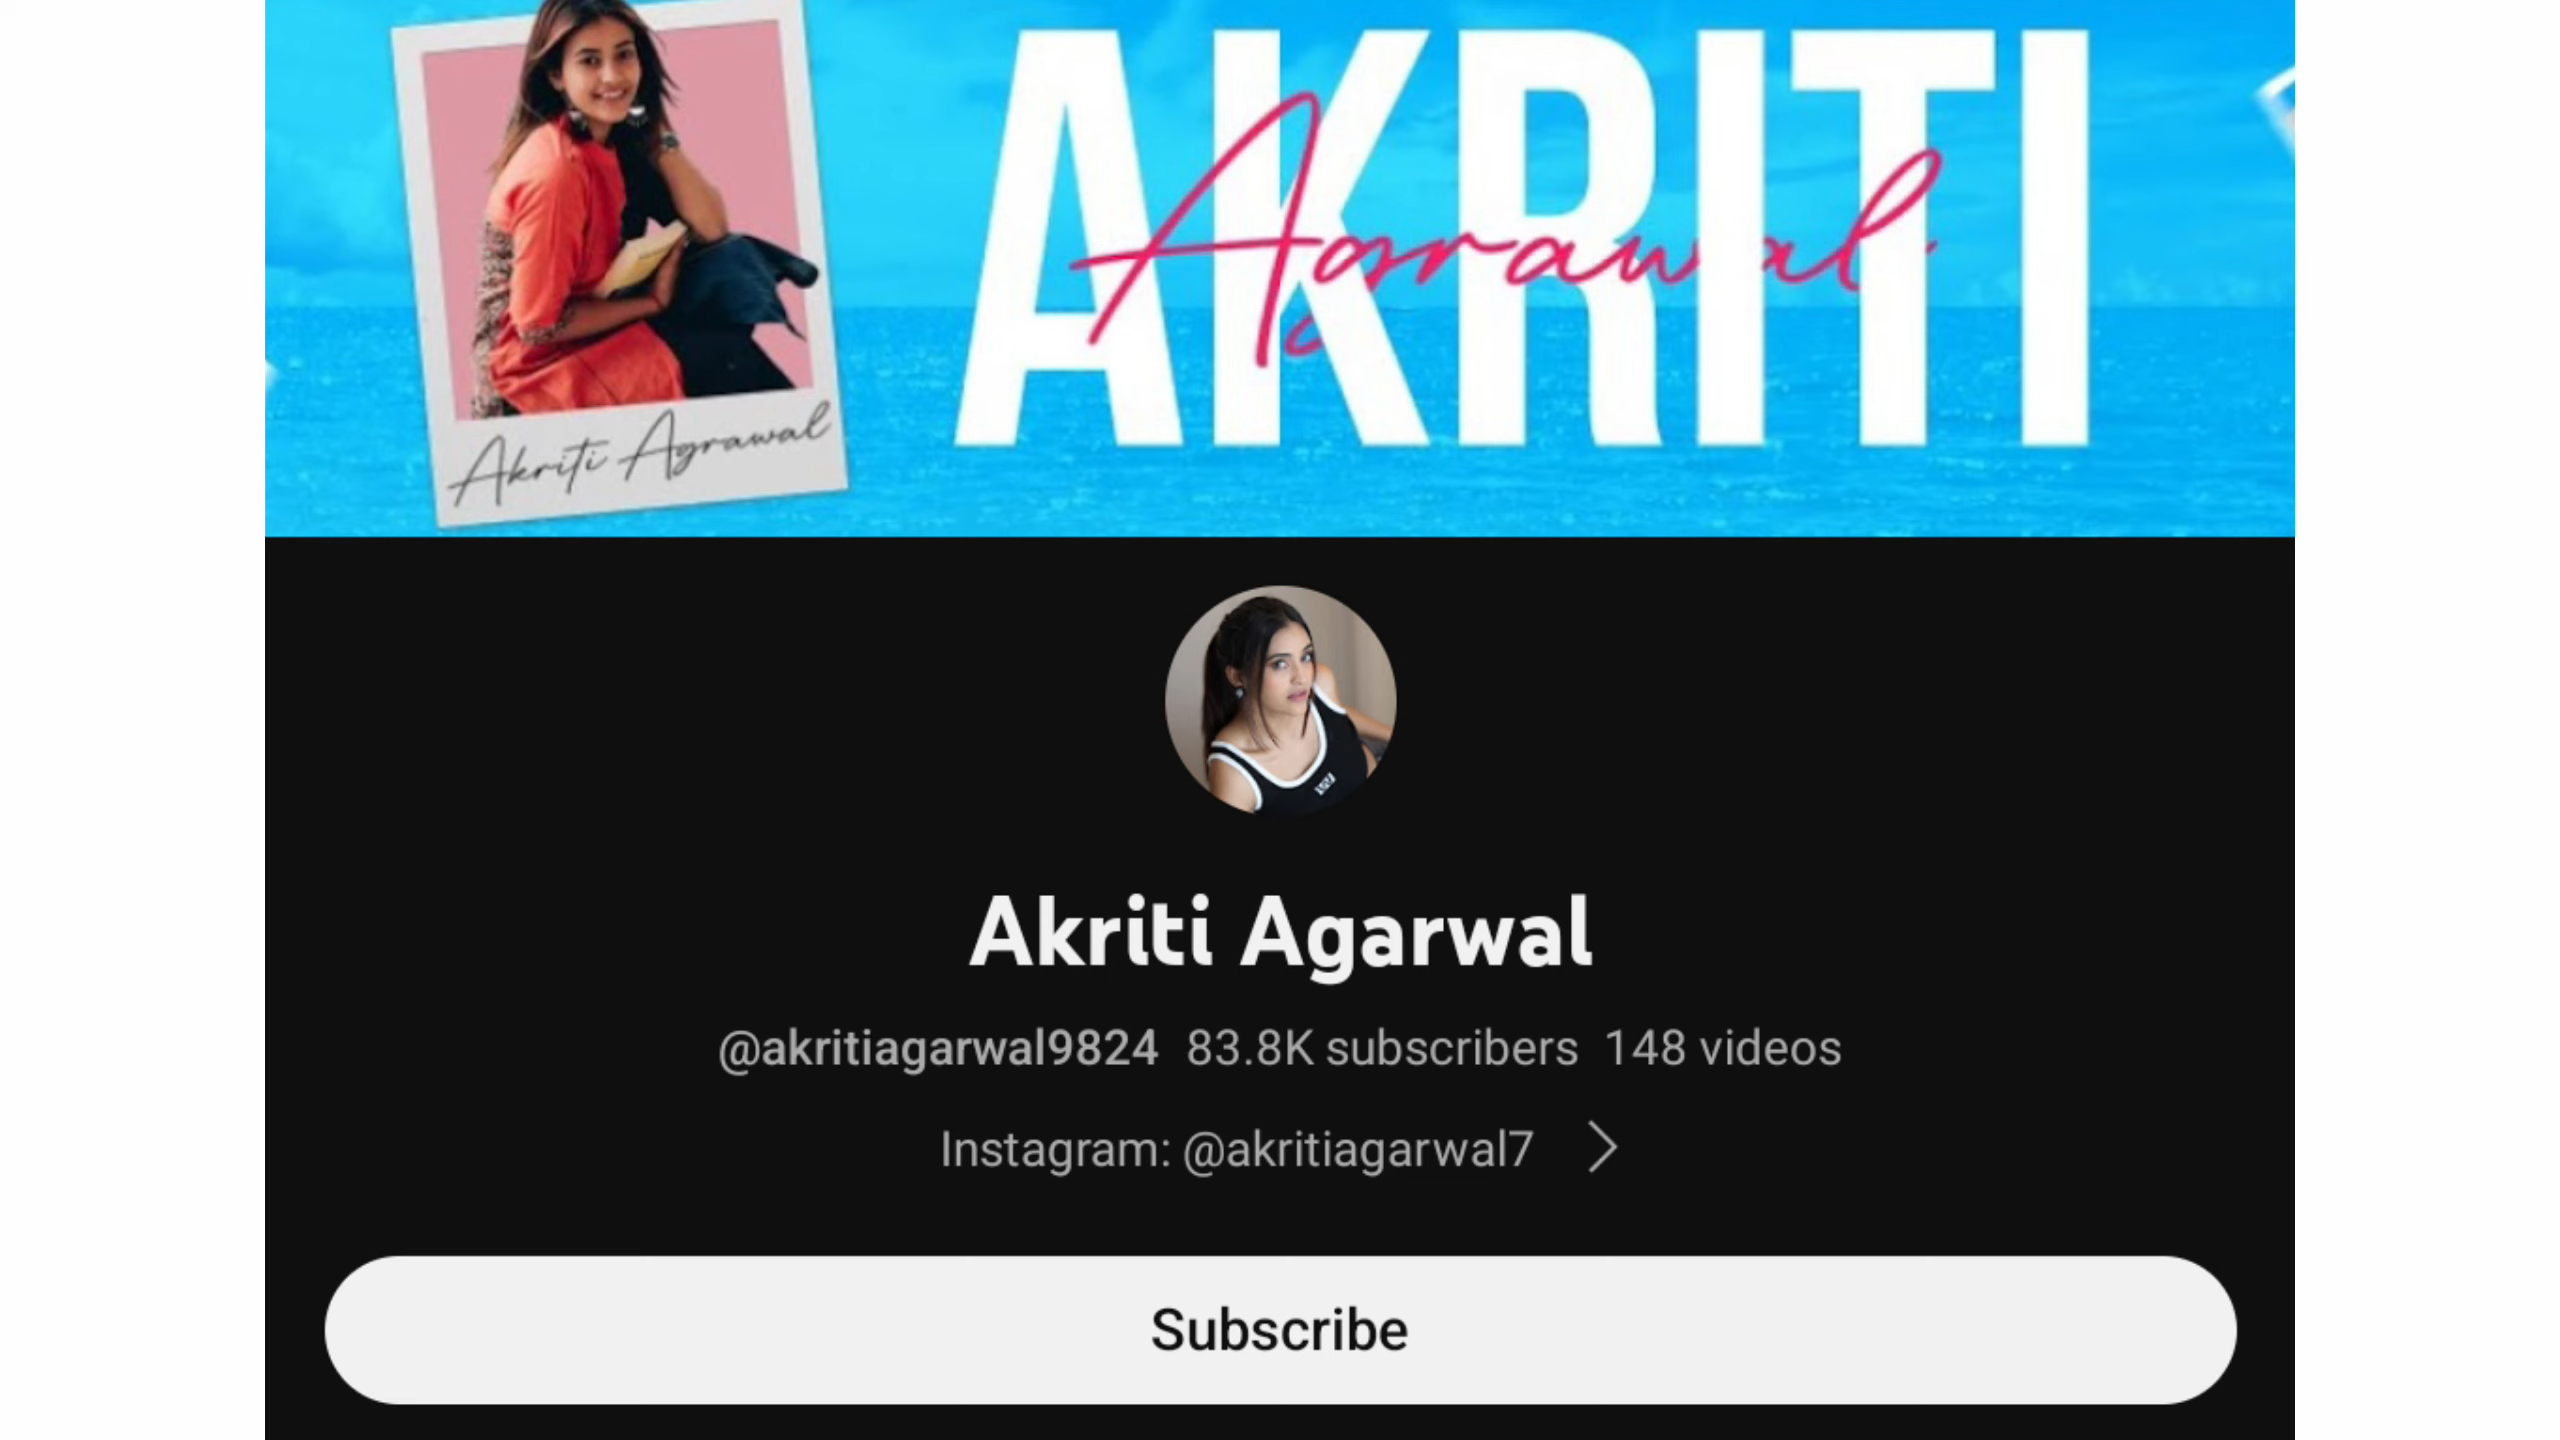 AKRITI
Agrawal
Akriti Agrawal
Akriti Agarwal
@akritiagarwal9824 83.8K subscribers 148 videos
Instagram: @akritiagarwal7
Subscribe